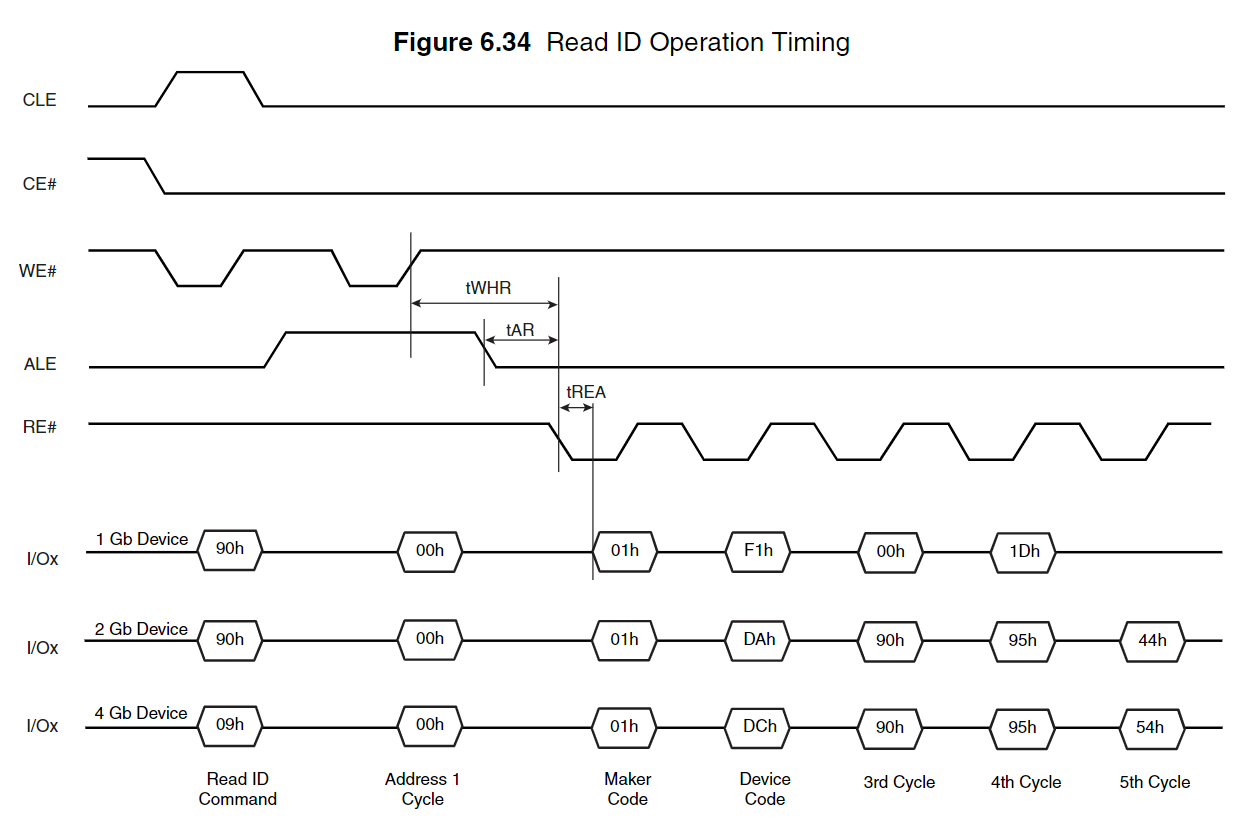 Figure 6.34 Read ID Operation Timing
CLE
CE#
WE#
tWHR
tAR
ALE
tREA
RE#
1 Gb Device
I/Ox
90h 00h 01h F1h 00h 1Dh
2 Gb Device
I/Ox
90h 00h 01h DAh 90h 95h 44h
4 Gb Device
I/Ox
09h 00h 01h DCh 90h 95h 54h
Read ID
Command
Address 1
Cycle
Maker
Code
Device
Code
3rd Cycle
4th Cycle
5th Cycle